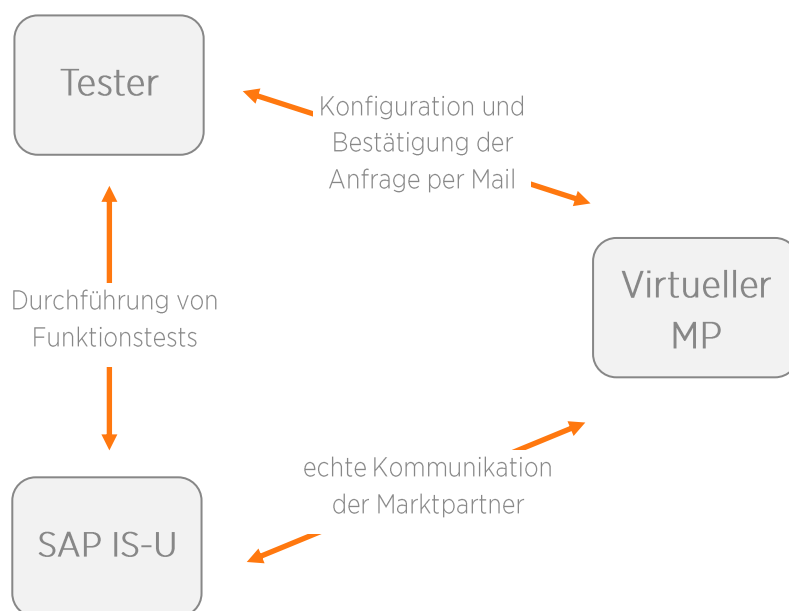 Tester
Konfiguration und
Bestätigung der
Anfrage per Mail
Virtueller
MP
Durchführung von
Funktionstests
echte Kommunikation
der Marktpartner
SAP IS-U